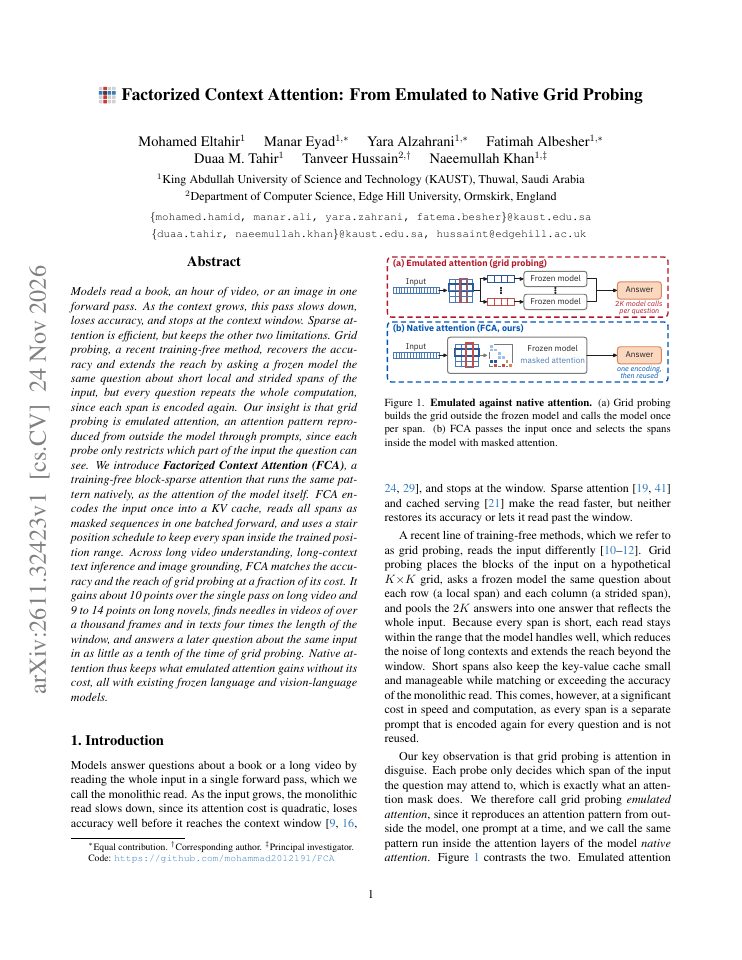 Factorized Context Attention: From Emulated to Native Grid Probing
Mohamed Eltahir1 Manar Eyad1,∗ Yara Alzahrani1,∗ Fatimah Albesher1,∗
Duaa M. Tahir1 Tanveer Hussain2,† Naeemullah Khan1,‡
1King Abdullah University of Science and Technology (KAUST), Thuwal, Saudi Arabia
2Department of Computer Science, Edge Hill University, Ormskirk, England
{mohamed.hamid, manar.ali, yara.zahrani, fatema.besher}@kaust.edu.sa
{duaa.tahir, naeemullah.khan}@kaust.edu.sa, hussaint@edgehill.ac.uk
arXiv:2611.32423v1 [cs.CV] 24 Nov 2026
Abstract
Models read a book, an hour of video, or an image in one
forward pass. As the context grows, this pass slows down,
loses accuracy, and stops at the context window. Sparse at-
tention is efficient, but keeps the other two limitations. Grid
probing, a recent training-free method, recovers the accu-
racy and extends the reach by asking a frozen model the
same question about short local and strided spans of the
input, but every question repeats the whole computation,
since each span is encoded again. Our insight is that grid
probing is emulated attention, an attention pattern repro-
duced from outside the model through prompts, since each
probe only restricts which part of the input the question can
see. We introduce Factorized Context Attention (FCA), a
training-free block-sparse attention that runs the same pat-
tern natively, as the attention of the model itself. FCA en-
codes the input once into a KV cache, reads all spans as
masked sequences in one batched forward, and uses a stair
position schedule to keep every span inside the trained posi-
tion range. Across long video understanding, long-context
text inference and image grounding, FCA matches the accu-
racy and the reach of grid probing at a fraction of its cost. It
gains about 10 points over the single pass on long video and
9 to 14 points on long novels, finds needles in videos of over
a thousand frames and in texts four times the length of the
window, and answers a later question about the same input
in as little as a tenth of the time of grid probing. Native at-
tention thus keeps what emulated attention gains without its
cost, all with existing frozen language and vision-language
models.
1. Introduction
Models answer questions about a book or a long video by
reading the whole input in a single forward pass, which we
call the monolithic read. As the input grows, the monolithic
read slows down, since its attention cost is quadratic, loses
accuracy well before it reaches the context window [9, 16,
∗Equal contribution. †Corresponding author. ‡Principal investigator.
Code: https://github.com/mohammad2012191/FCA
(a) Emulated attention (grid probing)
Input
Frozen model
Frozen model
Answer
2K model calls
per question
(b) Native attention (FCA, ours)
Input
Frozen model
masked attention
Answer
one encoding,
then reused
Figure 1. Emulated against native attention. (a) Grid probing
builds the grid outside the frozen model and calls the model once
per span. (b) FCA passes the input once and selects the spans
inside the model with masked attention.
24, 29], and stops at the window. Sparse attention [19, 41]
and cached serving [21] make the read faster, but neither
restores its accuracy or lets it read past the window.
A recent line of training-free methods, which we refer to
as grid probing, reads the input differently [10–12]. Grid
probing places the blocks of the input on a hypothetical
K×K grid, asks a frozen model the same question about
each row (a local span) and each column (a strided span),
and pools the 2K answers into one answer that reflects the
whole input. Because every span is short, each read stays
within the range that the model handles well, which reduces
the noise of long contexts and extends the reach beyond the
window. Short spans also keep the key-value cache small
and manageable while matching or exceeding the accuracy
of the monolithic read. This comes, however, at a significant
cost in speed and computation, as every span is a separate
prompt that is encoded again for every question and is not
reused.
Our key observation is that grid probing is attention in
disguise. Each probe only decides which span of the input
the question may attend to, which is exactly what an atten-
tion mask does. We therefore call grid probing emulated
attention, since it reproduces an attention pattern from out-
side the model, one prompt at a time, and we call the same
pattern run inside the attention layers of the model native
attention. Figure 1 contrasts the two. Emulated attention
1